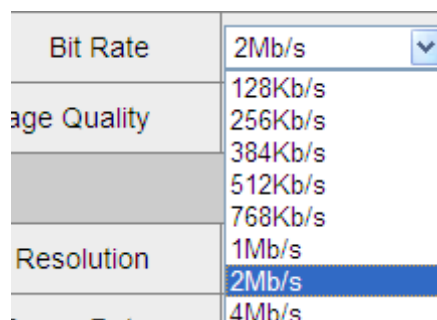 Bit Rate
2Mb/s
128Kb/s
256Kb/s
age Quality
384Kb/s
512Kb/s
768Kb/s
Resolution
1Mb/s
2Mb/s
4Mb/s